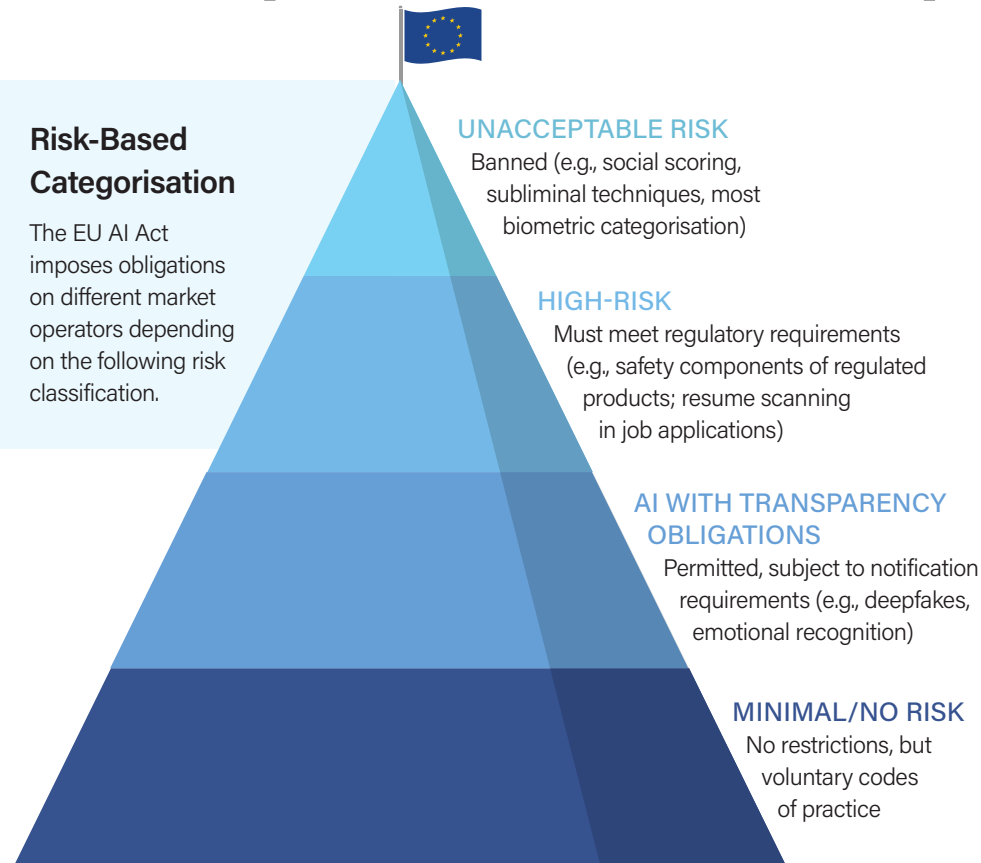 Risk-Based
Categorisation
The EU AI Act
imposes obligations
on different market
operators depending
on the following risk
classification.
UNACCEPTABLE RISK
Banned (e.g., social scoring,
subliminal techniques, most
biometric categorisation)
HIGH-RISK
Must meet regulatory requirements
(e.g., safety components of regulated
products; resume scanning
in job applications)
AI WITH TRANSPARENCY
OBLIGATIONS
Permitted, subject to notification
requirements (e.g., deepfakes,
emotional recognition)
MINIMAL/NO RISK
No restrictions, but
voluntary codes
of practice